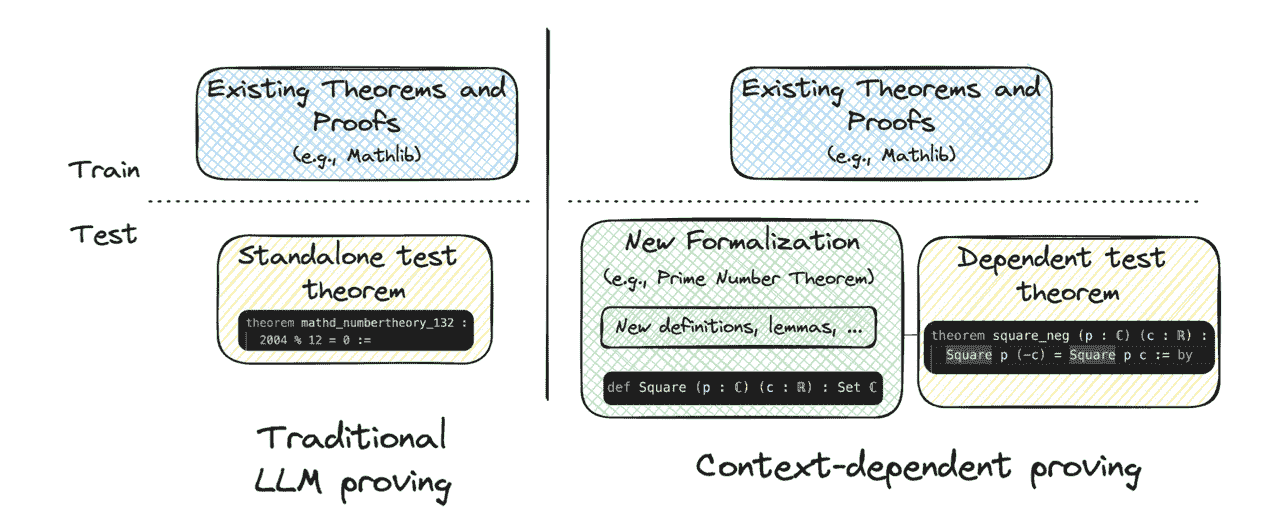 Existing Theorems and
Proofs
(e.g., Mathlib)
Existing Theorems and
Proofs
(e.g., Mathlib)
Train
Test
Standalone test
theorem
theorem mathd_numbertheory_132 :
2004 % 12 = 0 :=
New Formalization
(e.g., Prime Number Theorem)
New definitions, lemmas, ...
def Square (p : ℂ) (c : ℝ) : Set ℂ
Dependent test
theorem
theorem square_neg (p : ℂ) (c : ℝ) :
Square p (-c) = Square p c := by
Traditional
LLM proving
Context-dependent proving